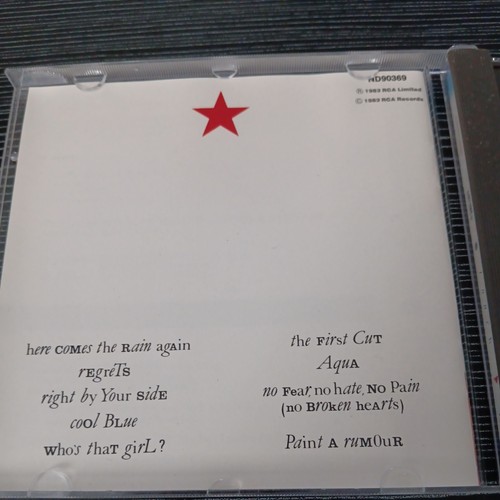 ND90369
℗ 1983 RCA Limited
© 1983 RCA Records
here COMes the Rain agAin
rEgreTS
right by YOur SidE
coOl BLue
WhO's thaT girL?
the First CuT
AquA
no Fear, no hate, NO Pain
(no BrOken heArts)
Paint A ruMOuR